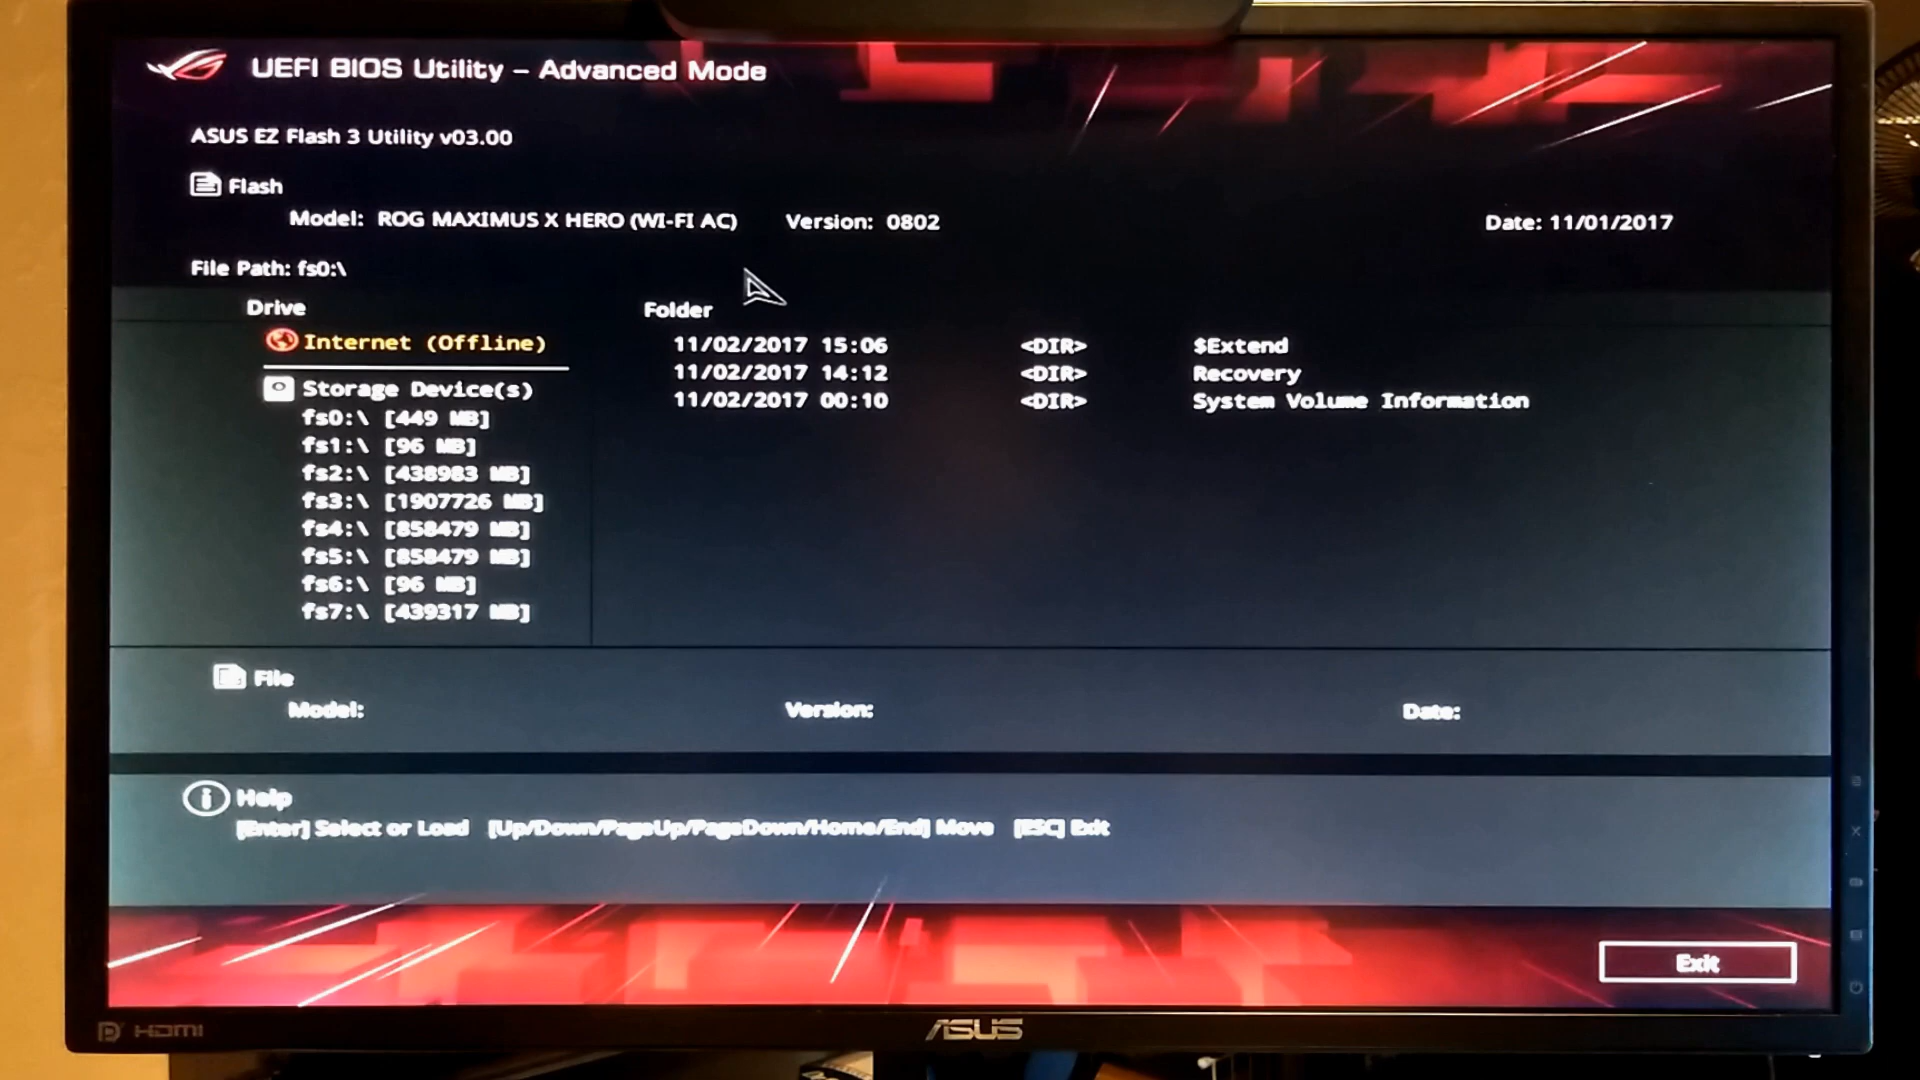 UEFI BIOS Utility – Advanced Mode
ASUS EZ Flash 3 Utility v03.00
Flash
Model: ROG MAXIMUS X HERO (WI-FI AC) Version: 0802 Date: 11/01/2017
File Path: fs0:\
Drive Folder
Internet (Offline)
11/02/2017 15:06 <DIR> $Extend
11/02/2017 14:12 <DIR> Recovery
11/02/2017 00:10 <DIR> System Volume Information
Storage Device(s)
fs0:\ [449 MB]
fs1:\ [96 MB]
fs2:\ [438983 MB]
fs3:\ [1907726 MB]
fs4:\ [858479 MB]
fs5:\ [858479 MB]
fs6:\ [96 MB]
fs7:\ [439317 MB]
File
Model: Version: Date:
Help
[Enter] Select or Load [Up/Down/PageUp/PageDown/Home/End] Move [ESC] Exit
Exit
HDMI ASUS